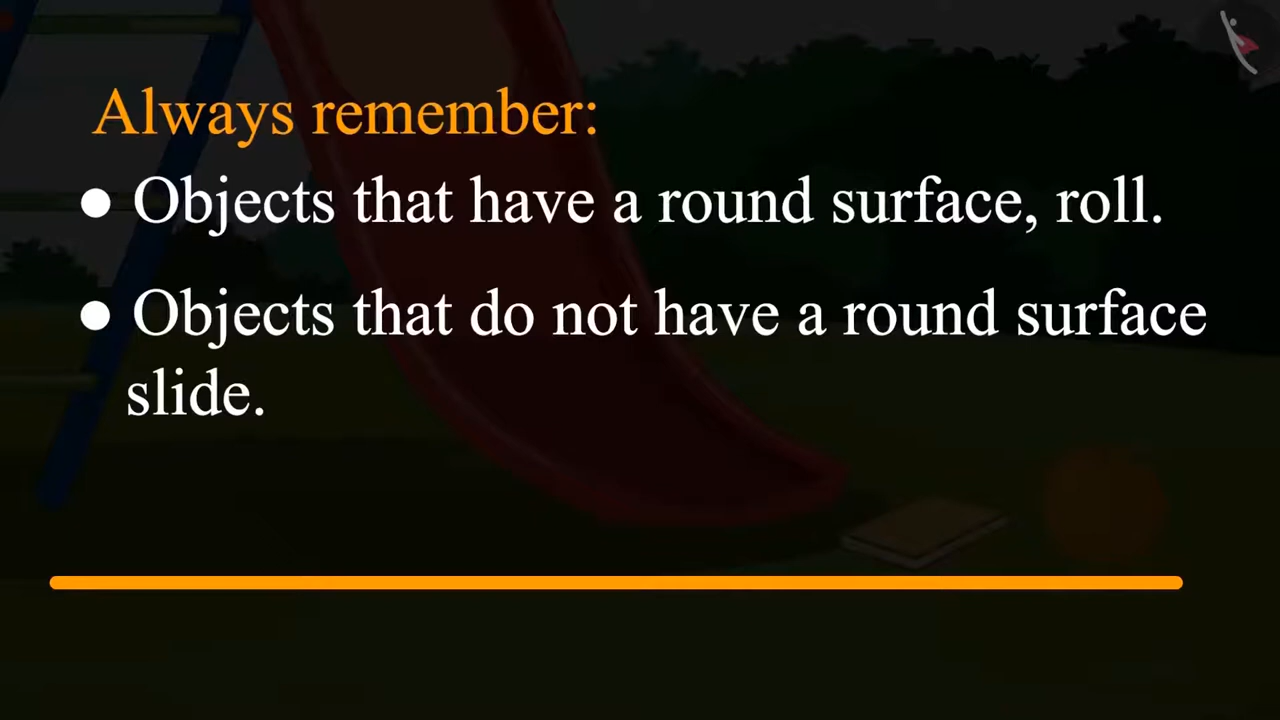 Always remember:
● Objects that have a round surface, roll.
● Objects that do not have a round surface
slide.